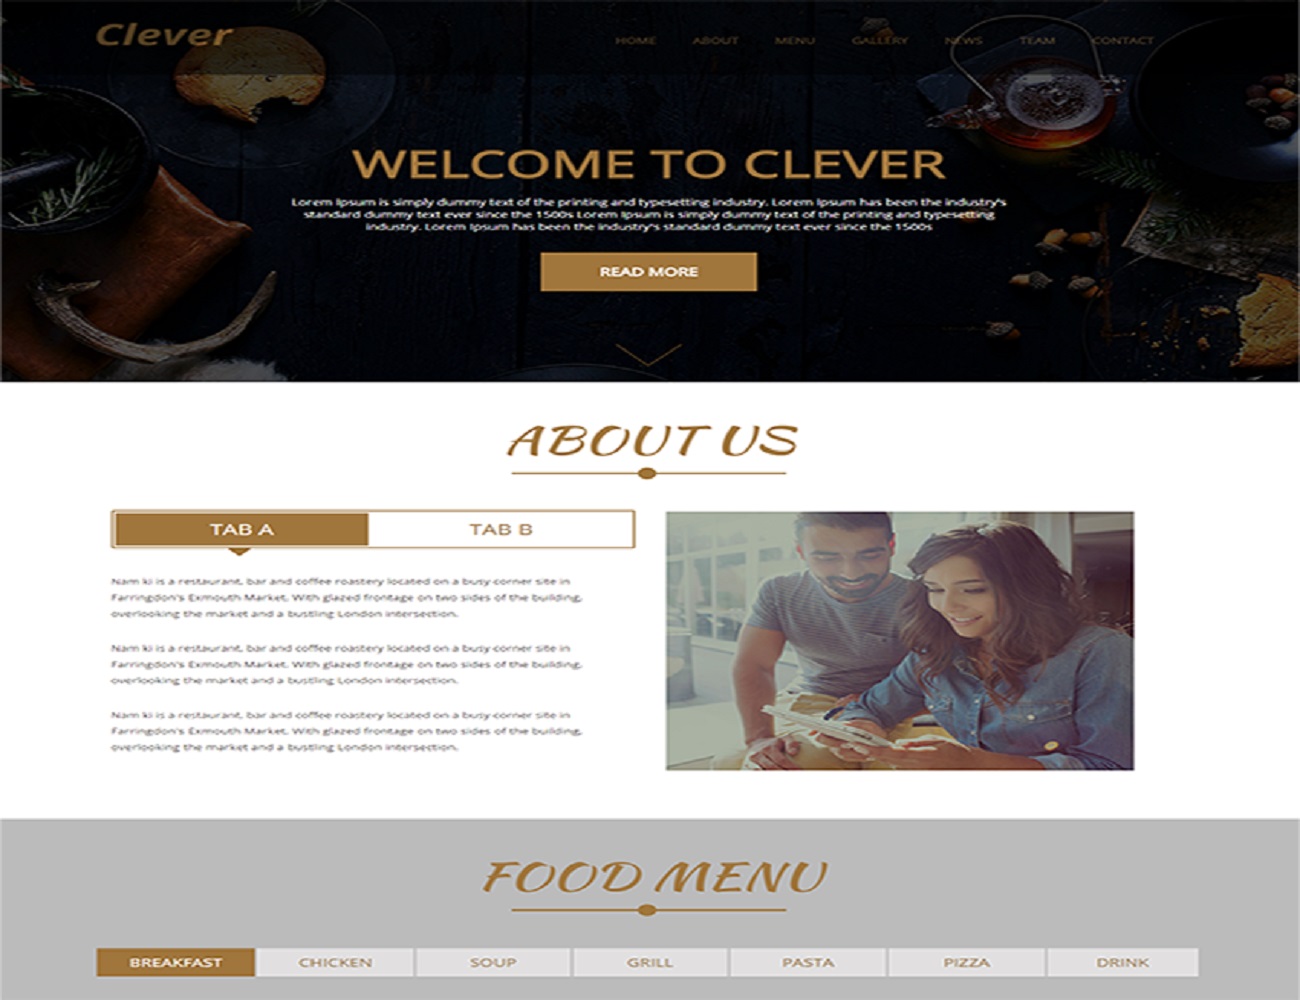 Clever
HOME ABOUT MENU GALLERY NEWS TEAM CONTACT
WELCOME TO CLEVER
Lorem Ipsum is simply dummy text of the printing and typesetting industry. Lorem Ipsum has been the industry's
standard dummy text ever since the 1500s Lorem Ipsum is simply dummy text of the printing and typesetting
industry. Lorem Ipsum has been the industry's standard dummy text ever since the 1500s
READ MORE
ABOUT US
TAB A TAB B
Nam ki is a restaurant, bar and coffee roastery located on a busy corner site in
Farringdon's Exmouth Market. With glazed frontage on two sides of the building,
overlooking the market and a bustling London intersection.
Nam ki is a restaurant, bar and coffee roastery located on a busy corner site in
Farringdon's Exmouth Market. With glazed frontage on two sides of the building,
overlooking the market and a bustling London intersection.
Nam ki is a restaurant, bar and coffee roastery located on a busy corner site in
Farringdon's Exmouth Market. With glazed frontage on two sides of the building,
overlooking the market and a bustling London intersection.
FOOD MENU
BREAKFAST CHICKEN SOUP GRILL PASTA PIZZA DRINK